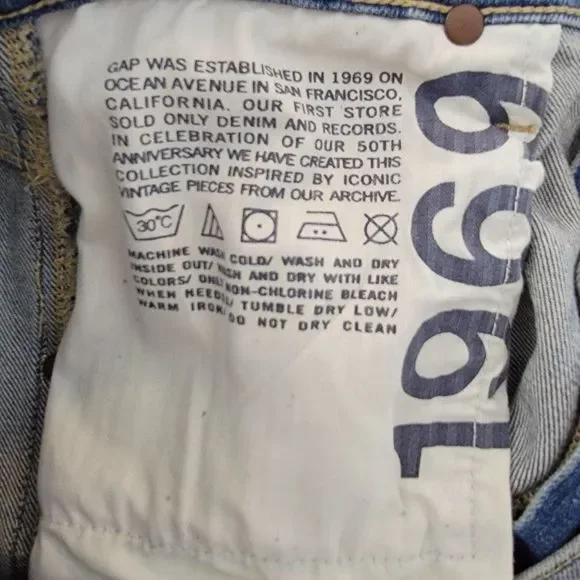 GAP WAS ESTABLISHED IN 1969 ON
OCEAN AVENUE IN SAN FRANCISCO,
CALIFORNIA. OUR FIRST STORE
SOLD ONLY DENIM AND RECORDS.
IN CELEBRATION OF OUR 50TH
ANNIVERSARY WE HAVE CREATED THIS
COLLECTION INSPIRED BY ICONIC
VINTAGE PIECES FROM OUR ARCHIVE.
30°C
MACHINE WASH COLD/ WASH AND DRY
INSIDE OUT/ WASH AND DRY WITH LIKE
COLORS/ ONLY NON-CHLORINE BLEACH
WHEN NEEDED/ TUMBLE DRY LOW/
WARM IRON/ DO NOT DRY CLEAN
1969